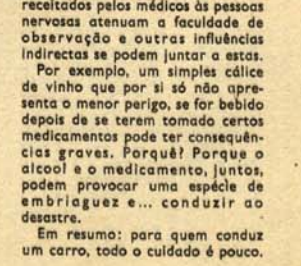 receitados pelos médicos às pessoas
nervosas atenuam a faculdade de
observação e outras influências
indirectas se podem juntar a estas.
Por exemplo, um simples cálice
de vinho que por si só não apre-
senta o menor perigo, se for bebido
depois de se terem tomado certos
medicamentos pode ter consequên-
cias graves. Porquê? Porque o
alcool e o medicamento, juntos,
podem provocar uma espécie de
embriaguez e... conduzir ao
desastre.
Em resumo: para quem conduz
um carro, todo o cuidado é pouco.